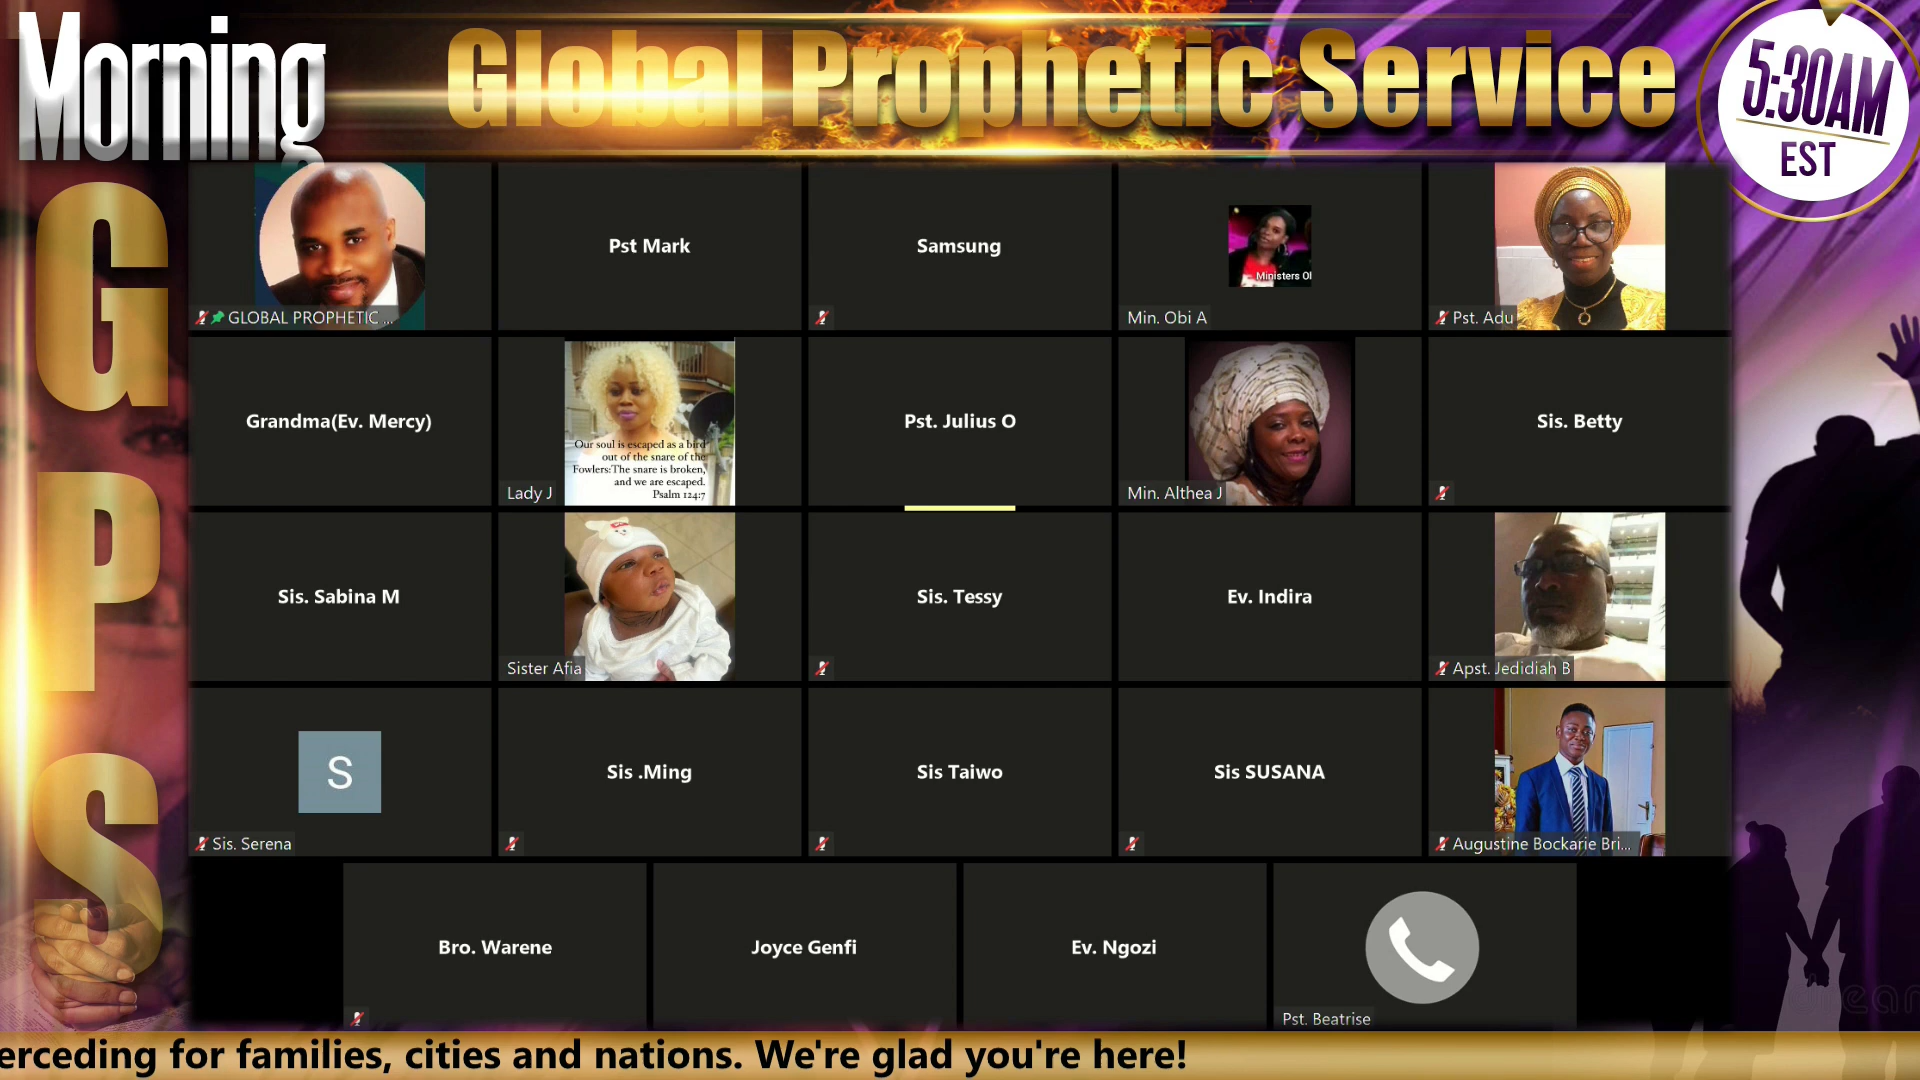 Morning
Global Prophetic Service
5:30AM
EST
G
P
S
GLOBAL PROPHETIC ...
Pst Mark
Samsung
Ministers Ol
Min. Obi A
Pst. Adu
Grandma(Ev. Mercy)
Our soul is escaped as a bird
out of the snare of the
Fowlers:The snare is broken,
and we are escaped.
Psalm 124:7
Lady J
Pst. Julius O
Min. Althea J
Sis. Betty
Sis. Sabina M
Sister Afia
Sis. Tessy
Ev. Indira
Apst. Jedidiah B
S
Sis. Serena
Sis .Ming
Sis Taiwo
Sis SUSANA
Augustine Bockarie Bri...
Bro. Warene
Joyce Genfi
Ev. Ngozi
Pst. Beatrise
erceding for families, cities and nations. We're glad you're here!